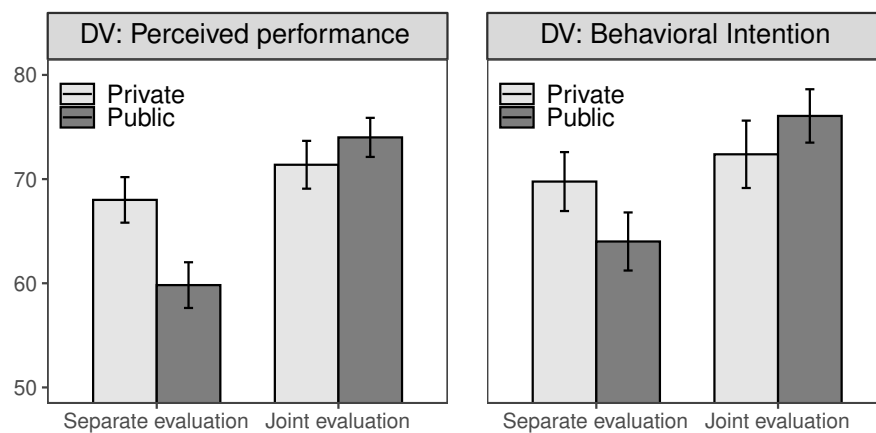 DV: Perceived performance
DV: Behavioral Intention
80
70
60
50
Private
Public
Private
Public
Separate evaluation
Joint evaluation
Separate evaluation
Joint evaluation